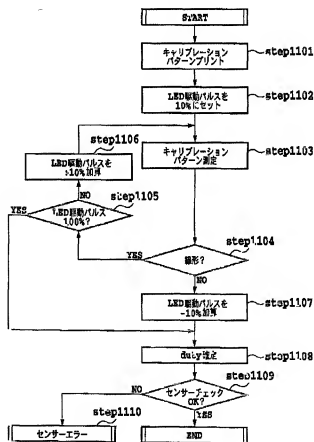 START
キャリブレーション
パターンプリント
step1101
LED駆動パルスを
10%にセット
step1102
step1106
LED駆動パルスを
+10%加算
キャリブレーション
パターン測定
step1103
NO
step1105
YES
LED駆動パルス
100%?
step1104
YES
線形?
NO
LED駆動パルスを
-10%加算
step1107
duty設定
step1108
step1109
NO
センサーチェック
OK?
step1110
YES
センサーエラー
END